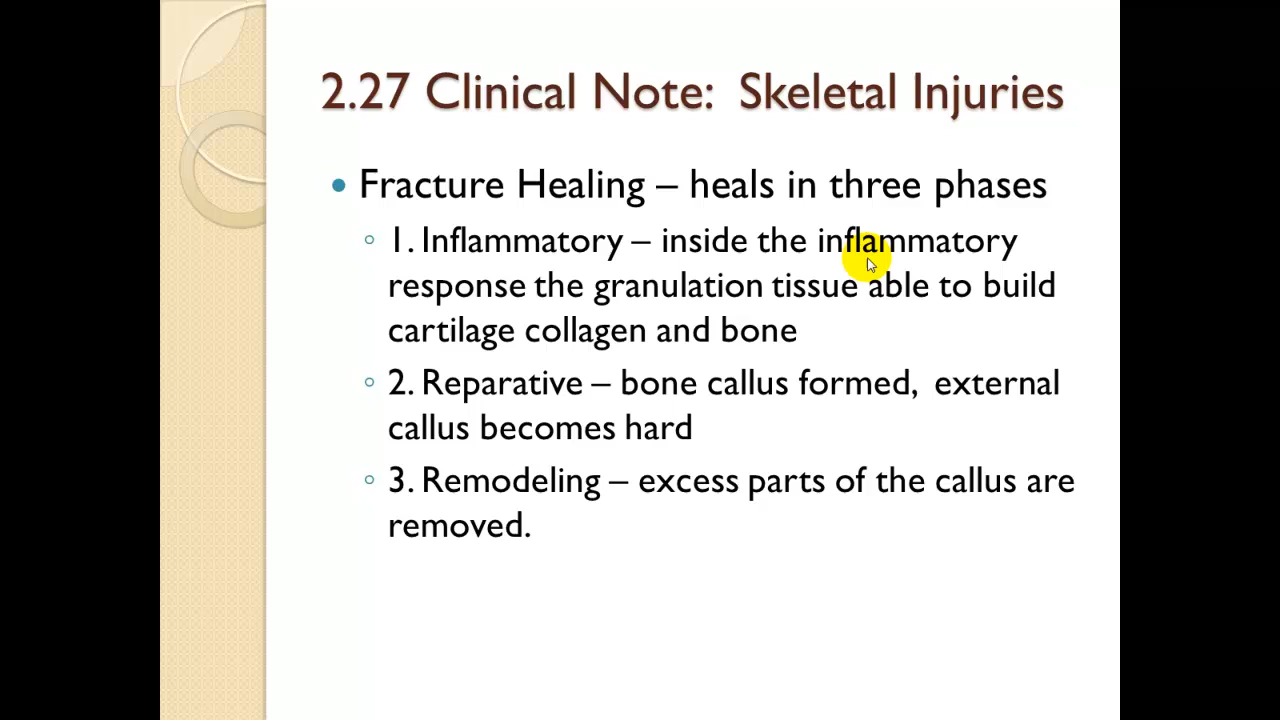 2.27 Clinical Note: Skeletal Injuries
• Fracture Healing – heals in three phases
◦ 1. Inflammatory – inside the inflammatory
response the granulation tissue able to build
cartilage collagen and bone
◦ 2. Reparative – bone callus formed, external
callus becomes hard
◦ 3. Remodeling – excess parts of the callus are
removed.